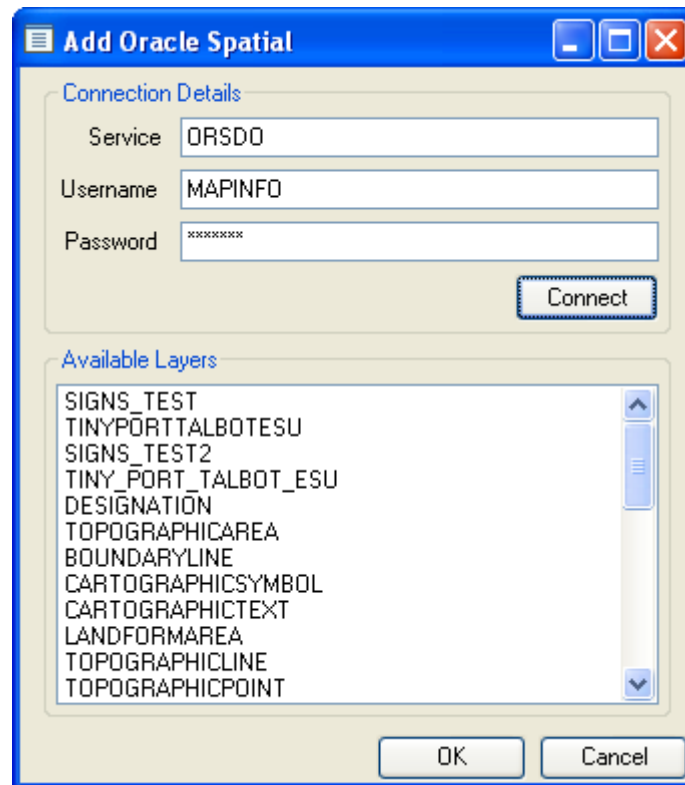 Add Oracle Spatial
Connection Details
Service ORSDO
Username MAPINFO
Password *******
Connect
Available Layers
SIGNS_TEST
TINYPORTTALBOTESU
SIGNS_TEST2
TINY_PORT_TALBOT_ESU
DESIGNATION
TOPOGRAPHICAREA
BOUNDARYLINE
CARTOGRAPHICSYMBOL
CARTOGRAPHICTEXT
LANDFORMAREA
TOPOGRAPHICLINE
TOPOGRAPHICPOINT
OK Cancel